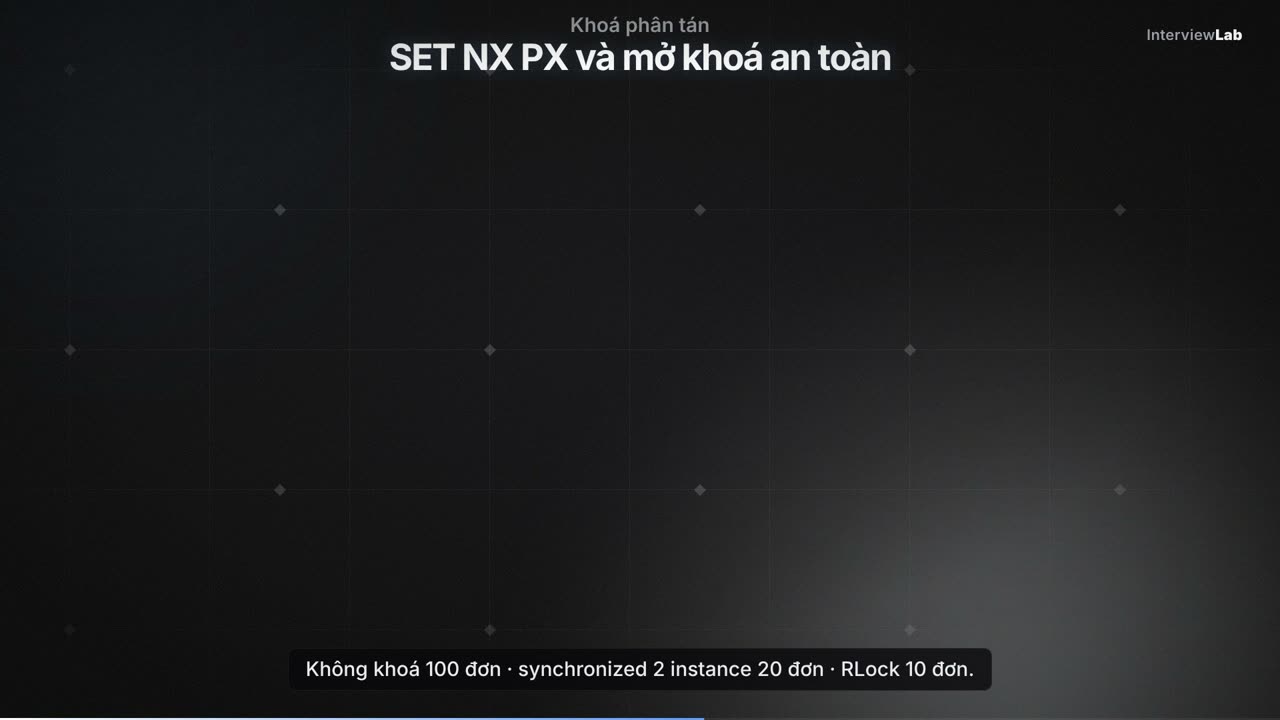 Khoá phân tán
SET NX PX và mở khoá an toàn
InterviewLab
Không khoá 100 đơn · synchronized 2 instance 20 đơn · RLock 10 đơn.